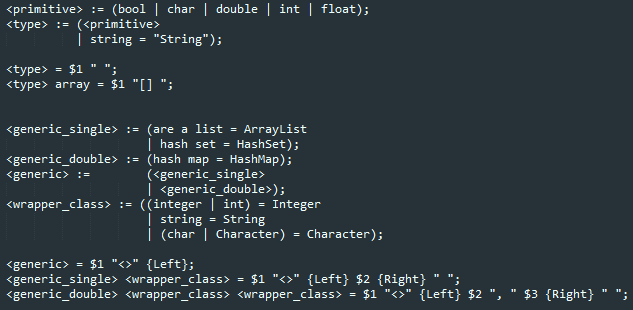 <primitive> := (bool | char | double | int | float);
<type> := (<primitive>
| string = "String");
<type> = $1 " ";
<type> array = $1 "[] ";
<generic_single> := (are a list = ArrayList
| hash set = HashSet);
<generic_double> := (hash map = HashMap);
<generic> := (<generic_single>
| <generic_double>);
<wrapper_class> := ((integer | int) = Integer
| string = String
| (char | Character) = Character);
<generic> = $1 "<>" {Left};
<generic_single> <wrapper_class> = $1 "<>" {Left} $2 {Right} " ";
<generic_double> <wrapper_class> <wrapper_class> = $1 "<>" {Left} $2 ", " $3 {Right} " ";